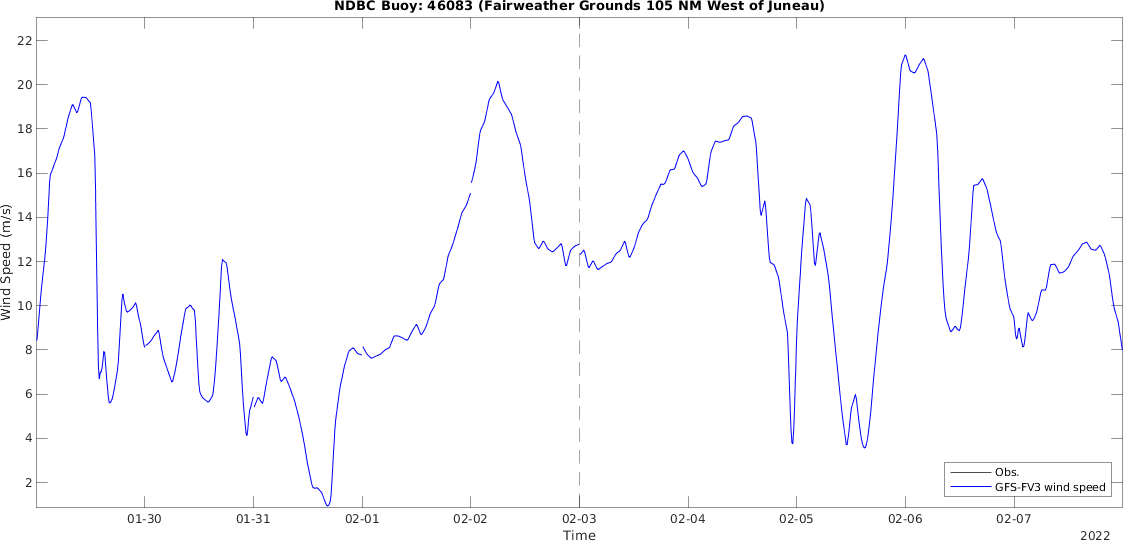 NDBC Buoy: 46083 (Fairweather Grounds 105 NM West of Juneau)
Wind Speed (m/s)
22
20
18
16
14
12
10
8
6
4
2
01-30 01-31 02-01 02-02 02-03 02-04 02-05 02-06 02-07
Time
2022
Obs.
GFS-FV3 wind speed